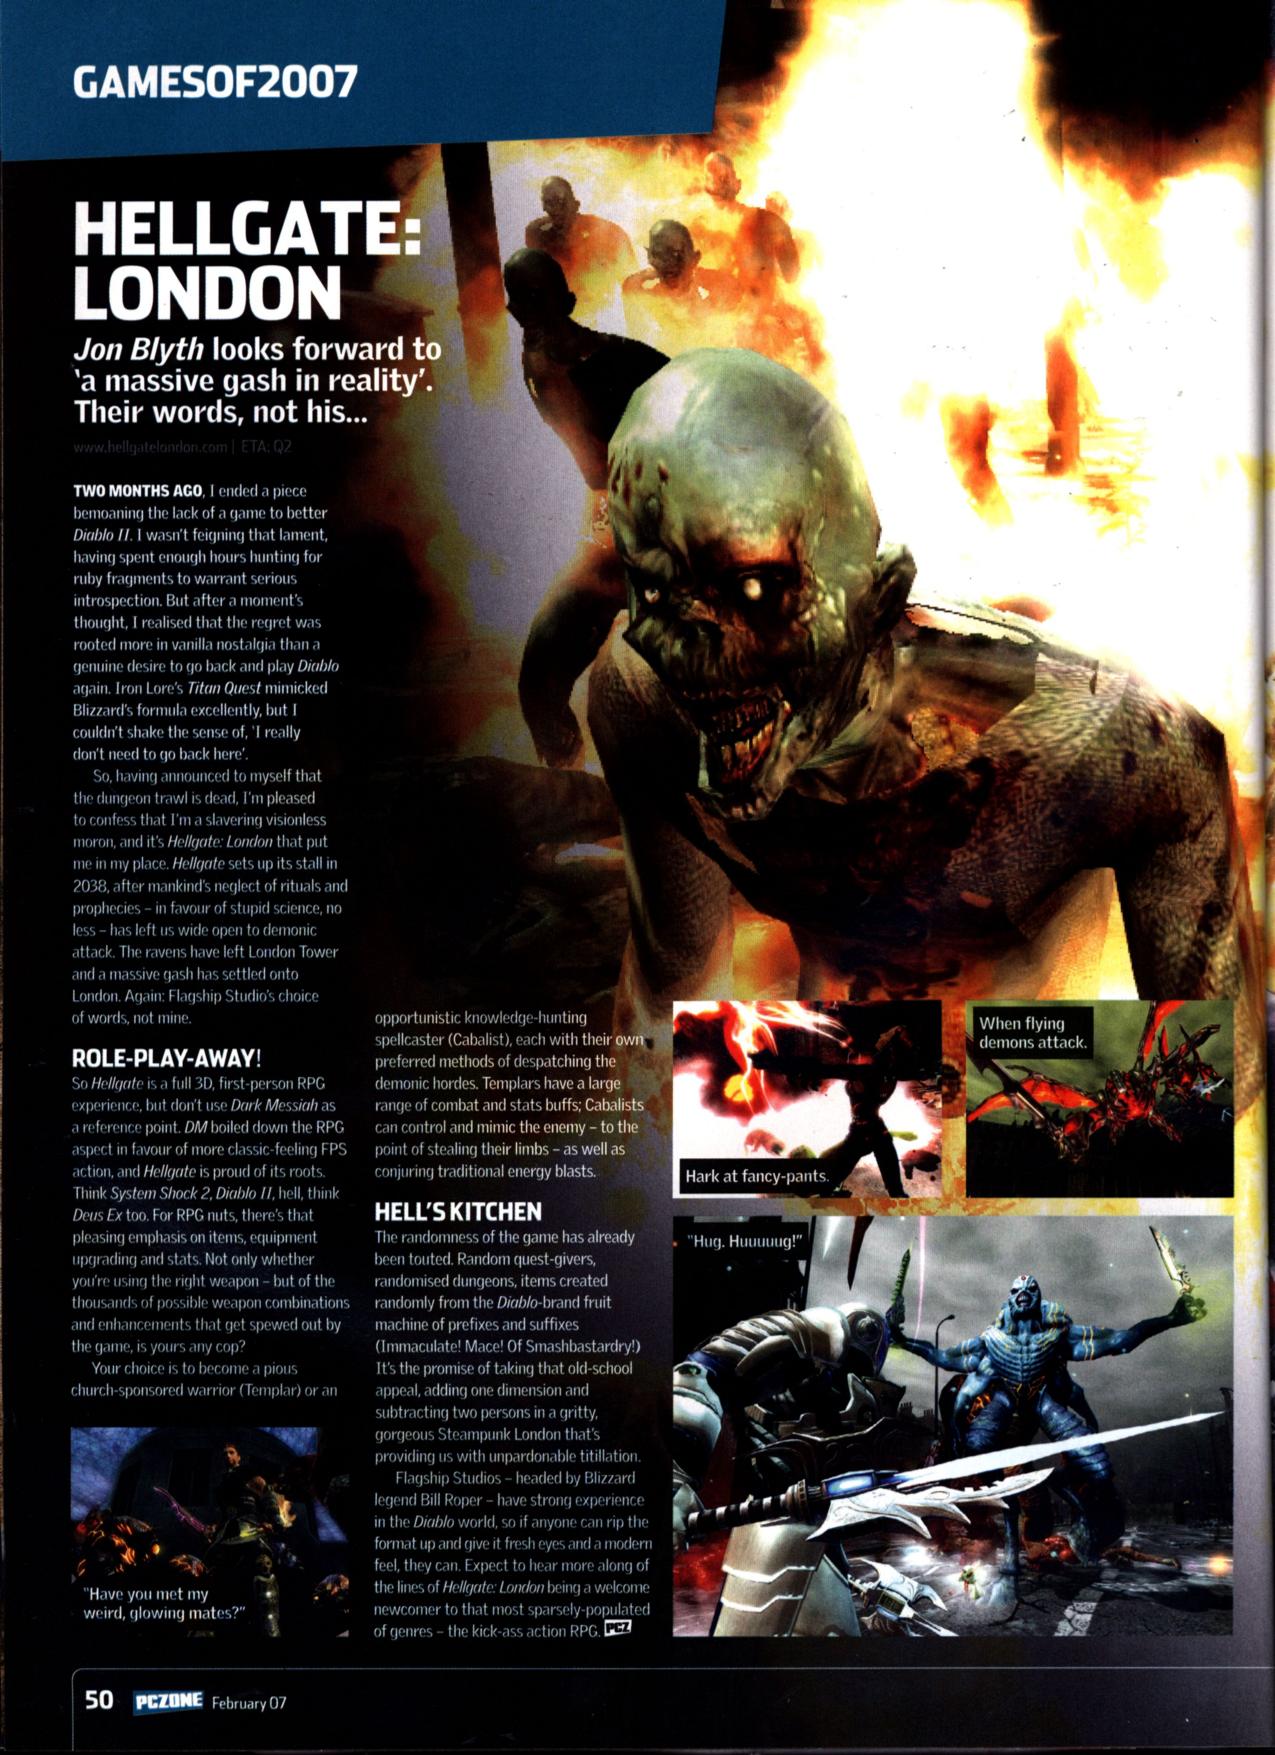 GAMESOF2007
HELLGATE:
LONDON
Jon Blyth looks forward to
'a massive gash in reality'.
Their words, not his...
www.hellgatelondon.com | ETA: Q2
TWO MONTHS AGO, I ended a piece
bemoaning the lack of a game to better
Diablo II. I wasn't feigning that lament,
having spent enough hours hunting for
ruby fragments to warrant serious
introspection. But after a moment's
thought, I realised that the regret was
rooted more in vanilla nostalgia than a
genuine desire to go back and play Diablo
again. Iron Lore's Titan Quest mimicked
Blizzard's formula excellently, but I
couldn't shake the sense of, 'I really
don't need to go back here'.
So, having announced to myself that
the dungeon trawl is dead, I'm pleased
to confess that I'm a slavering visionless
moron, and it's Hellgate: London that put
me in my place. Hellgate sets up its stall in
2038, after mankind's neglect of rituals and
prophecies – in favour of stupid science, no
less – has left us wide open to demonic
attack. The ravens have left London Tower
and a massive gash has settled onto
London. Again: Flagship Studio's choice
of words, not mine.
ROLE-PLAY-AWAY!
So Hellgate is a full 3D, first-person RPG
experience, but don't use Dark Messiah as
a reference point. DM boiled down the RPG
aspect in favour of more classic-feeling FPS
action, and Hellgate is proud of its roots.
Think System Shock 2, Diablo II, hell, think
Deus Ex too. For RPG nuts, there's that
pleasing emphasis on items, equipment
upgrading and stats. Not only whether
you're using the right weapon – but of the
thousands of possible weapon combinations
and enhancements that get spewed out by
the game, is yours any cop?
Your choice is to become a pious
church-sponsored warrior (Templar) or an
"Have you met my
weird, glowing mates?"
opportunistic knowledge-hunting
spellcaster (Cabalist), each with their own
preferred methods of despatching the
demonic hordes. Templars have a large
range of combat and stats buffs; Cabalists
can control and mimic the enemy – to the
point of stealing their limbs – as well as
conjuring traditional energy blasts.
HELL'S KITCHEN
The randomness of the game has already
been touted. Random quest-givers,
randomised dungeons, items created
randomly from the Diablo-brand fruit
machine of prefixes and suffixes
(Immaculate! Mace! Of Smashbastardry!)
It's the promise of taking that old-school
appeal, adding one dimension and
subtracting two persons in a gritty,
gorgeous Steampunk London that's
providing us with unpardonable titillation.
Flagship Studios – headed by Blizzard
legend Bill Roper – have strong experience
in the Diablo world, so if anyone can rip the
format up and give it fresh eyes and a modern
feel, they can. Expect to hear more along of
the lines of Hellgate: London being a welcome
newcomer to that most sparsely-populated
of genres – the kick-ass action RPG. PCZ
Hark at fancy-pants.
When flying
demons attack.
"Hug. Huuuuug!"
50 PCZONE February 07